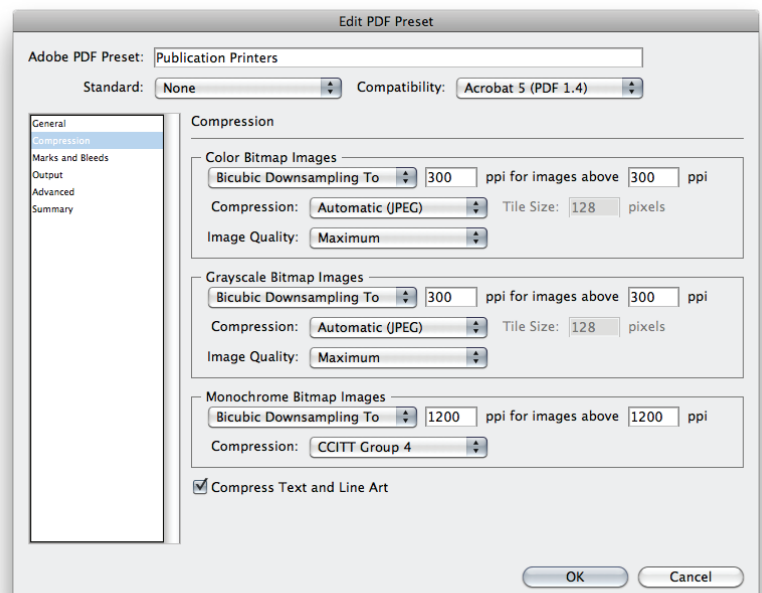 Edit PDF Preset
Adobe PDF Preset: Publication Printers
Standard: None Compatibility: Acrobat 5 (PDF 1.4)
General
Compression
Marks and Bleeds
Output
Advanced
Summary
Compression
Color Bitmap Images
Bicubic Downsampling To 300 ppi for images above 300 ppi
Compression: Automatic (JPEG) Tile Size: 128 pixels
Image Quality: Maximum
Grayscale Bitmap Images
Bicubic Downsampling To 300 ppi for images above 300 ppi
Compression: Automatic (JPEG) Tile Size: 128 pixels
Image Quality: Maximum
Monochrome Bitmap Images
Bicubic Downsampling To 1200 ppi for images above 1200 ppi
Compression: CCITT Group 4
Compress Text and Line Art
OK Cancel